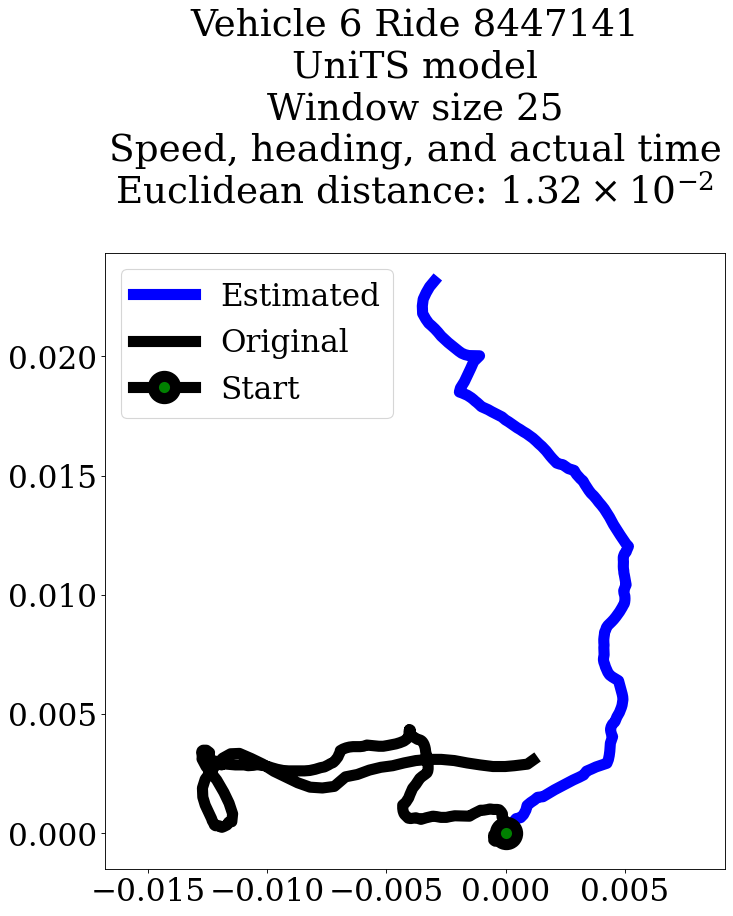 Vehicle 6 Ride 8447141
UniTS model
Window size 25
Speed, heading, and actual time
Euclidean distance: 1.32 × 10⁻²
Estimated
Original
Start
0.020
0.015
0.010
0.005
0.000
−0.015 −0.010 −0.005 0.000 0.005